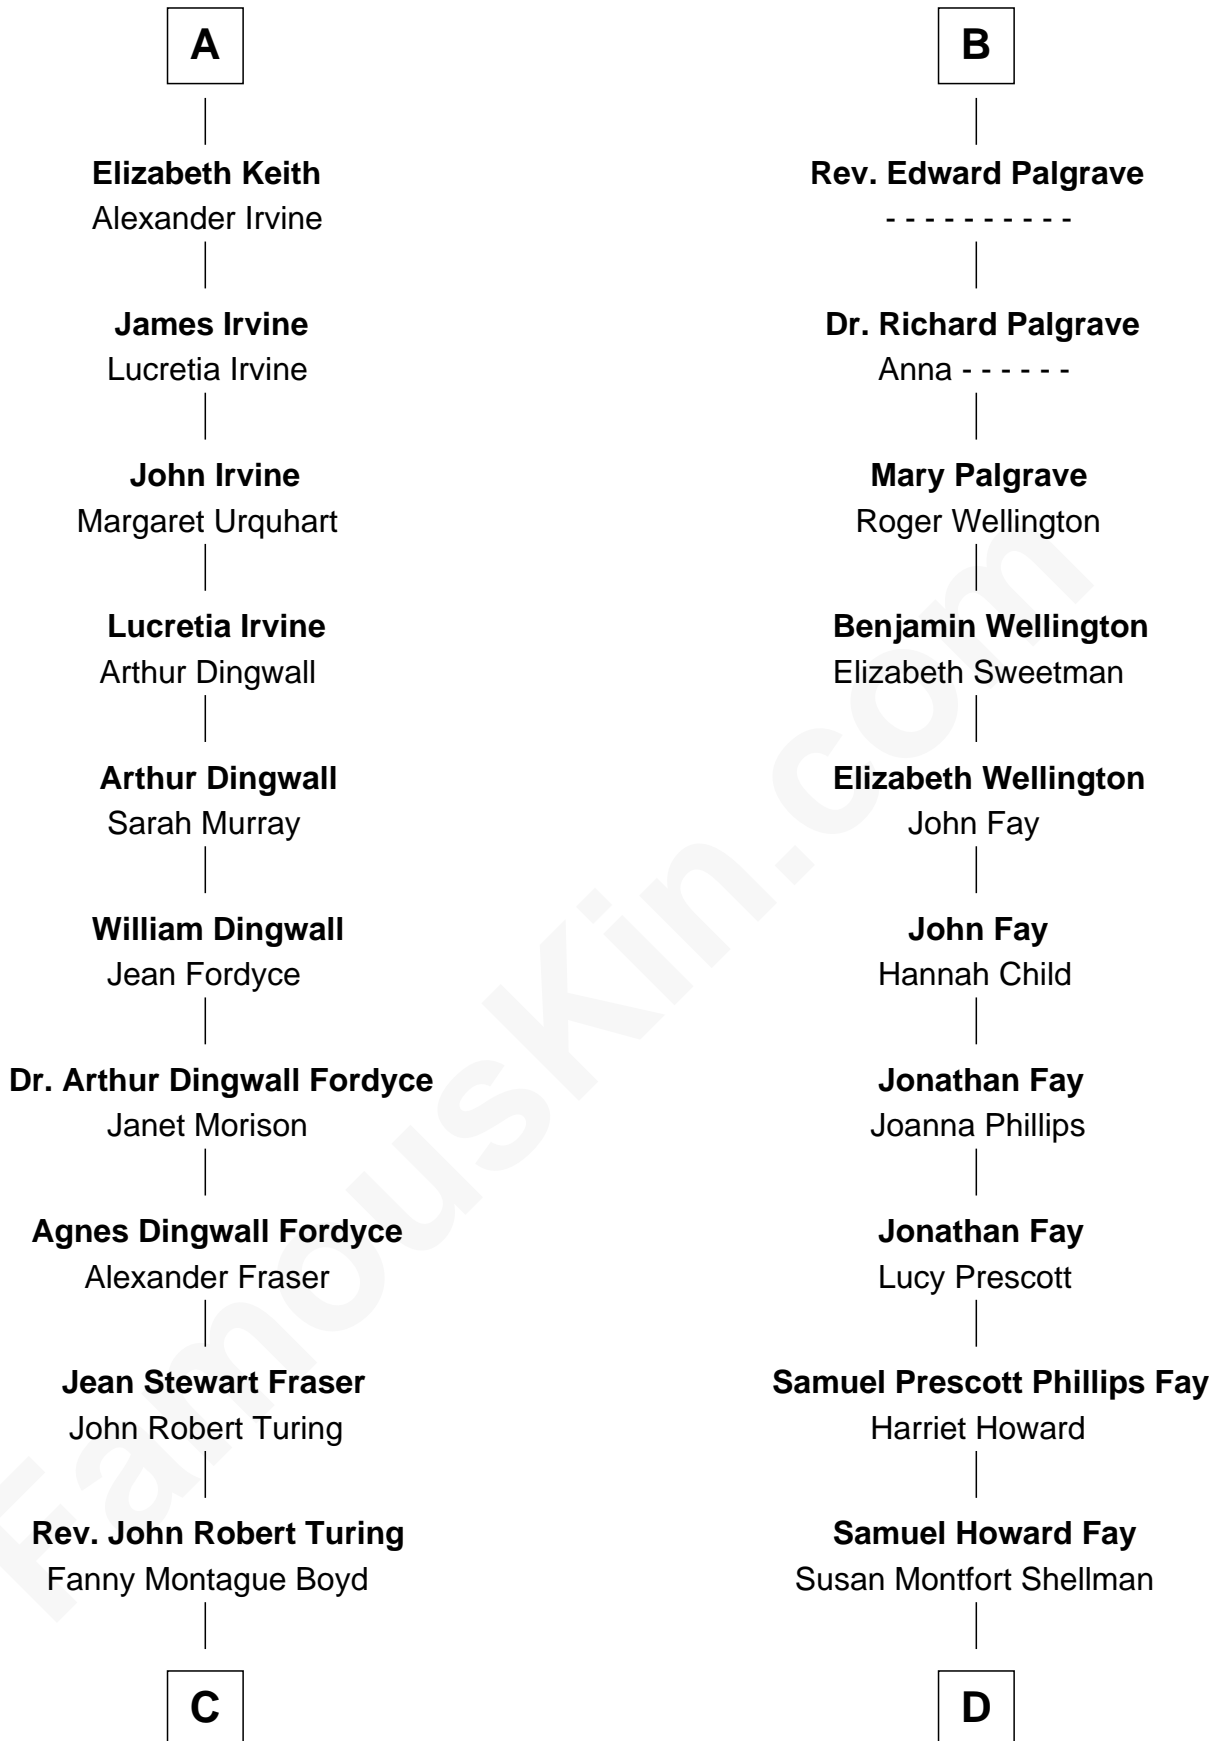 A
Elizabeth Keith
Alexander Irvine
James Irvine
Lucretia Irvine
John Irvine
Margaret Urquhart
Lucretia Irvine
Arthur Dingwall
Arthur Dingwall
Sarah Murray
William Dingwall
Jean Fordyce
Dr. Arthur Dingwall Fordyce
Janet Morison
Agnes Dingwall Fordyce
Alexander Fraser
Jean Stewart Fraser
John Robert Turing
Rev. John Robert Turing
Fanny Montague Boyd
C
B
Rev. Edward Palgrave
- - - - - - - - - -
Dr. Richard Palgrave
Anna - - - - - -
Mary Palgrave
Roger Wellington
Benjamin Wellington
Elizabeth Sweetman
Elizabeth Wellington
John Fay
John Fay
Hannah Child
Jonathan Fay
Joanna Phillips
Jonathan Fay
Lucy Prescott
Samuel Prescott Phillips Fay
Harriet Howard
Samuel Howard Fay
Susan Montfort Shellman
D
FamousKin.com